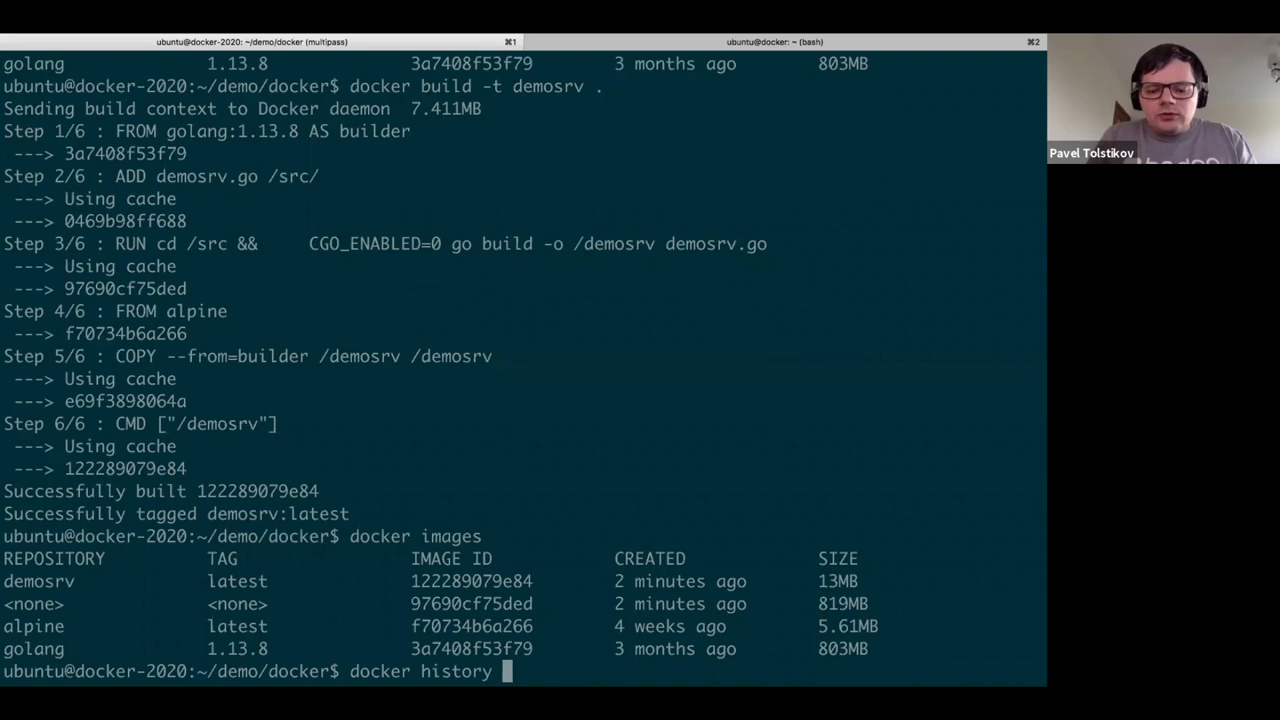 ubuntu@docker-2020: ~/demo/docker (multipass) ⌘1 ubuntu@docker: ~ (bash) ⌘2
golang 1.13.8 3a7408f53f79 3 months ago 803MB
ubuntu@docker-2020:~/demo/docker$ docker build -t demosrv .
Sending build context to Docker daemon 7.411MB
Step 1/6 : FROM golang:1.13.8 AS builder
---> 3a7408f53f79
Step 2/6 : ADD demosrv.go /src/
---> Using cache
---> 0469b98ff688
Step 3/6 : RUN cd /src && CGO_ENABLED=0 go build -o /demosrv demosrv.go
---> Using cache
---> 97690cf75ded
Step 4/6 : FROM alpine
---> f70734b6a266
Step 5/6 : COPY --from=builder /demosrv /demosrv
---> Using cache
---> e69f3898064a
Step 6/6 : CMD ["/demosrv"]
---> Using cache
---> 122289079e84
Successfully built 122289079e84
Successfully tagged demosrv:latest
ubuntu@docker-2020:~/demo/docker$ docker images
REPOSITORY TAG IMAGE ID CREATED SIZE
demosrv latest 122289079e84 2 minutes ago 13MB
<none> <none> 97690cf75ded 2 minutes ago 819MB
alpine latest f70734b6a266 4 weeks ago 5.61MB
golang 1.13.8 3a7408f53f79 3 months ago 803MB
ubuntu@docker-2020:~/demo/docker$ docker history
Pavel Tolstikov